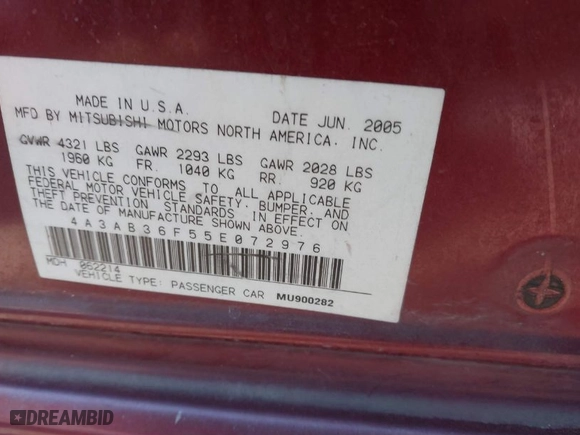 MADE IN U.S.A. DATE JUN. 2005
MFD BY MITSUBISHI MOTORS NORTH AMERICA, INC.
GVWR 4321 LBS GAWR 2293 LBS GAWR 2028 LBS
1960 KG FR. 1040 KG RR. 920 KG
THIS VEHICLE CONFORMS TO ALL APPLICABLE
FEDERAL MOTOR VEHICLE SAFETY, BUMPER, AND
THEFT PREVENTION STANDARDS IN EFFECT ON
THE DATE OF MANUFACTURE SHOWN ABOVE.
4A3AB36F55E072976
MDH 062214
VEHICLE TYPE: PASSENGER CAR MU900282
DREAMBID